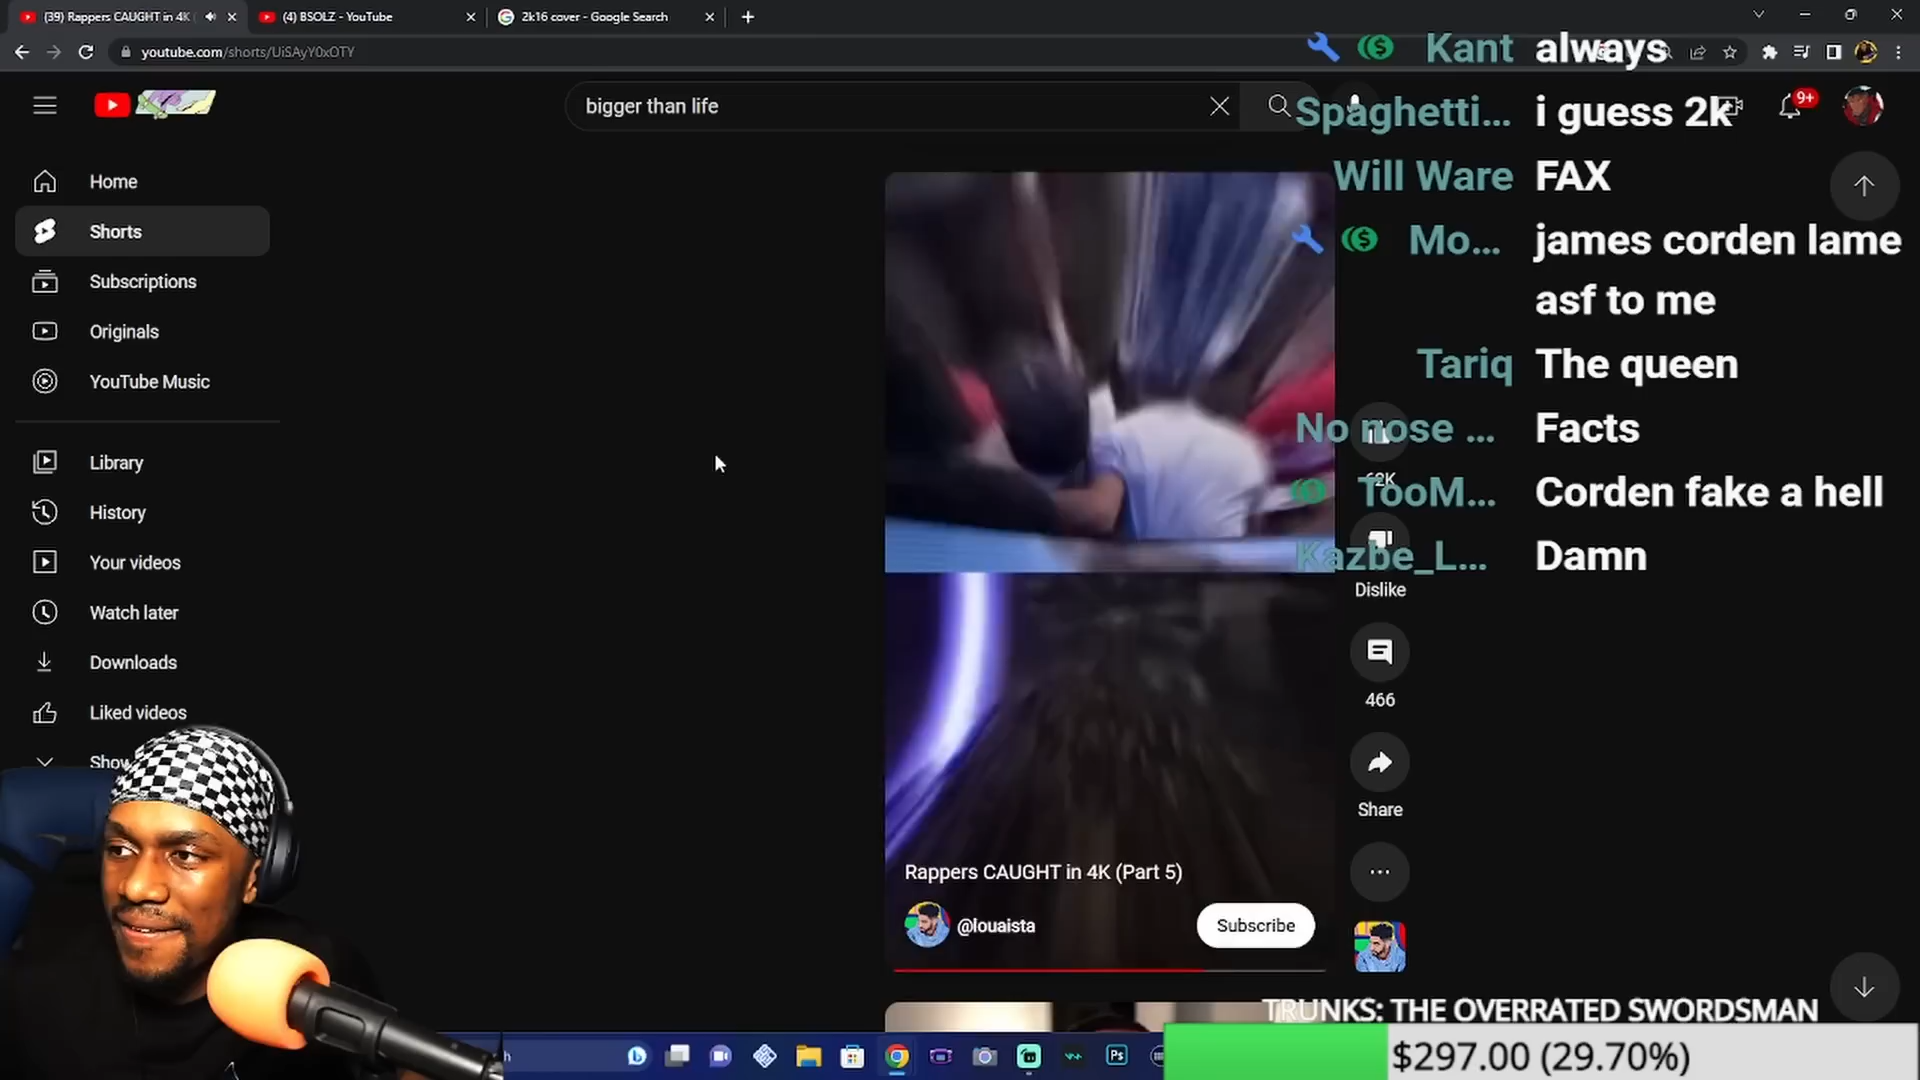 (39) Rappers CAUGHT in 4K
(4) BSOLZ - YouTube
2k16 cover - Google Search
youtube.com/shorts/UiSAyY0xOTY
Kant always
bigger than life
9+
Spaghetti... i guess 2k
Will Ware FAX
Mo... james corden lame
asf to me
Tariq The queen
No nose ... Facts
62K
TooM... Corden fake a hell
Kazbe_L... Damn
Dislike
466
Share
Home
Shorts
Subscriptions
Originals
YouTube Music
Library
History
Your videos
Watch later
Downloads
Liked videos
Rappers CAUGHT in 4K (Part 5)
@louaista
Subscribe
TRUNKS: THE OVERRATED SWORDSMAN
$297.00 (29.70%)
Ps